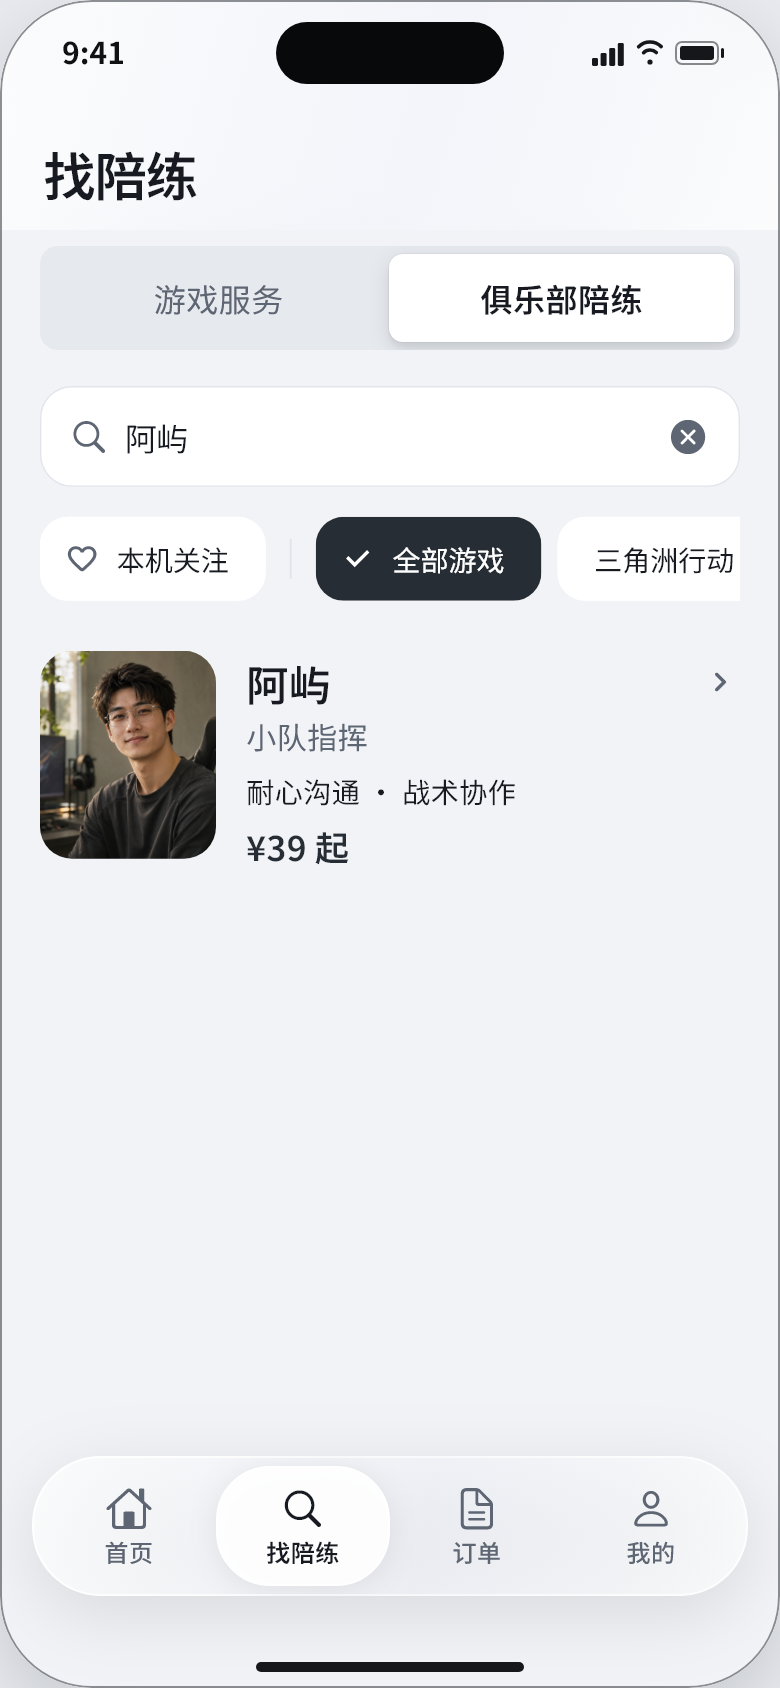 9:41
找陪练
游戏服务
俱乐部陪练
阿屿
本机关注
全部游戏
三角洲行动
阿屿
小队指挥
耐心沟通 · 战术协作
¥39 起
首页
找陪练
订单
我的